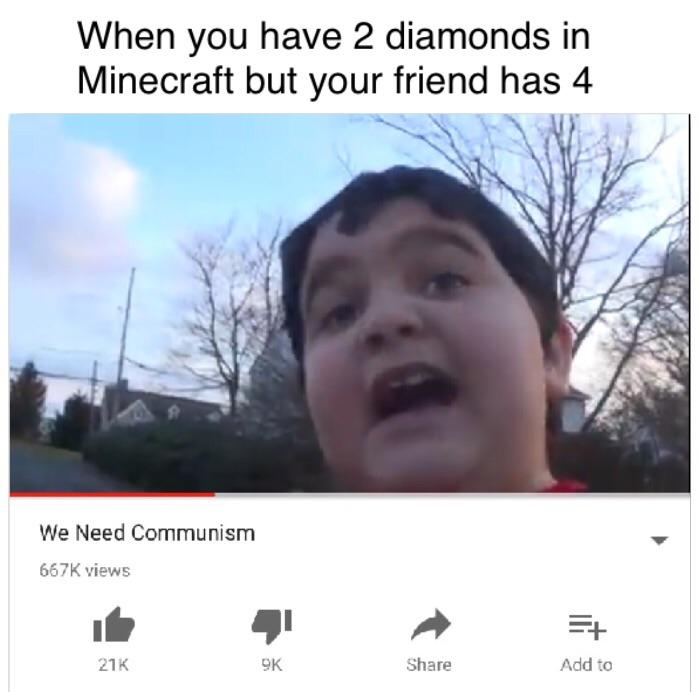 When you have 2 diamonds in
Minecraft but your friend has 4
We Need Communism
667K views
21K
9K
Share
Add to